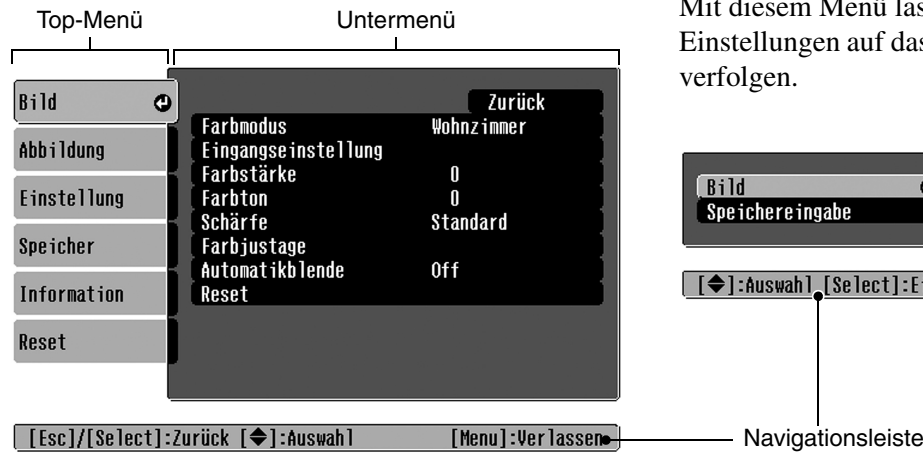 Top-Menü
Untermenü
Bild
Abbildung
Einstellung
Speicher
Information
Reset
Zurück
Farbmodus Wohnzimmer
Eingangseinstellung
Farbstärke 0
Farbton 0
Schärfe Standard
Farbjustage
Automatikblende Off
Reset
[Esc]/[Select]:Zurück [◆]:Auswahl [Menu]:Verlassen
Mit diesem Menü
Einstellungen auf
verfolgen.
Bild
Speichereingabe
[◆]:Auswahl [Select]:
Navigationsleiste